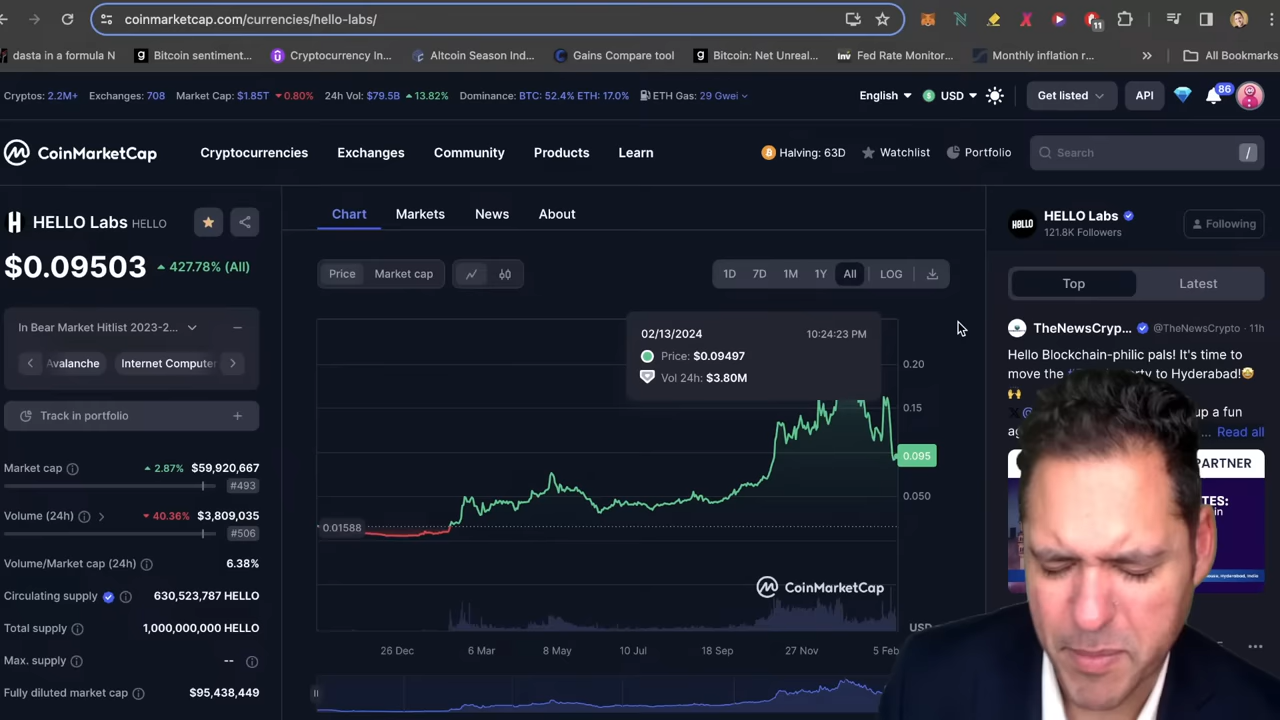 coinmarketcap.com/currencies/hello-labs/
11
dasta in a formula N
Bitcoin sentiment...
Cryptocurrency In...
Altcoin Season Ind...
Gains Compare tool
Bitcoin: Net Unreal...
Fed Rate Monitor...
Monthly inflation r...
»
All Bookmarks
Cryptos: 2.2M+ Exchanges: 708 Market Cap: $1.85T 0.80% 24h Vol: $79.5B 13.82% Dominance: BTC: 52.4% ETH: 17.0% ETH Gas: 29 Gwei
English USD Get listed API 86
CoinMarketCap
Cryptocurrencies Exchanges Community Products Learn
Halving: 63D Watchlist Portfolio Search /
HELLO Labs HELLO
$0.09503 427.78% (All)
In Bear Market Hitlist 2023-2...
Avalanche Internet Computer
Track in portfolio +
Market cap 2.87% $59,920,667
#493
Volume (24h) 40.36% $3,809,035
#506
Volume/Market cap (24h) 6.38%
Circulating supply 630,523,787 HELLO
Total supply 1,000,000,000 HELLO
Max. supply --
Fully diluted market cap $95,438,449
Chart Markets News About
Price Market cap
1D 7D 1M 1Y All LOG
02/13/2024 10:24:23 PM
Price: $0.09497
Vol 24h: $3.80M
0.20
0.15
0.095
0.050
0.01588
CoinMarketCap
USD
26 Dec 6 Mar 8 May 10 Jul 18 Sep 27 Nov 5 Feb
HELLO
HELLO Labs
121.8K Followers
Following
Top Latest
TheNewsCryp... @TheNewsCrypto · 11h
Hello Blockchain-philic pals! It's time to
move the
to Hyderabad!
up a fun
... Read all
PARTNER